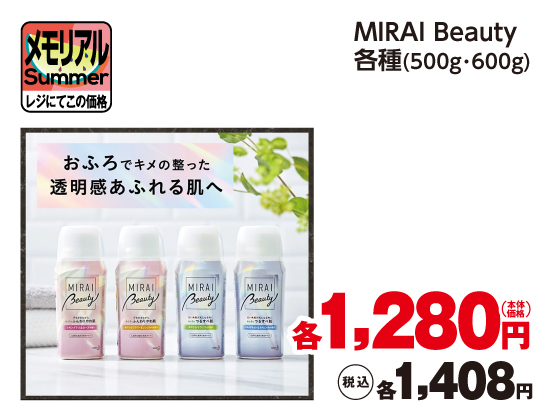 メモリアル
Summer
レジにてこの価格
MIRAI Beauty
各種(500g・600g)
おふろでキメの整った
透明感あふれる肌へ
MIRAI
Beauty
MIRAI
Beauty
MIRAI
Beauty
MIRAI
Beauty
各1,280円
(本体価格)
税込 各1,408円